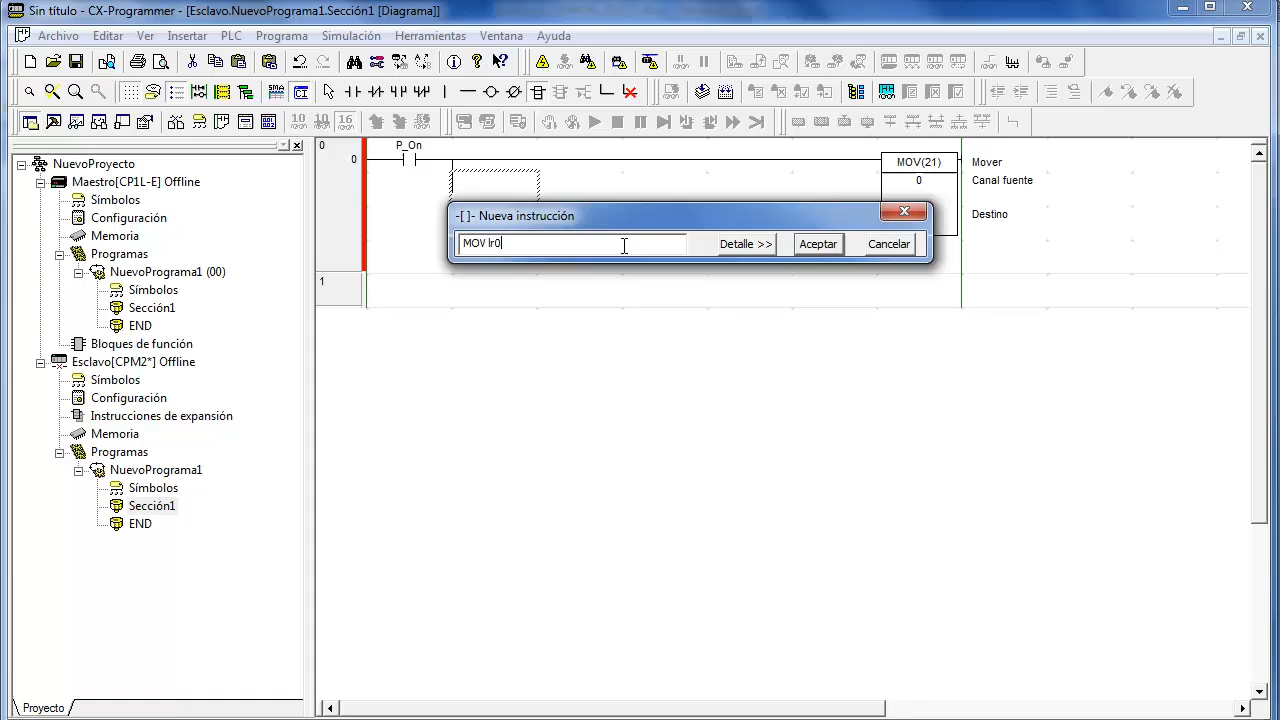 Sin título - CX-Programmer - [Esclavo.NuevoPrograma1.Sección1 [Diagrama]]
Archivo Editar Ver Insertar PLC Programa Simulación Herramientas Ventana Ayuda
10 16
NuevoProyecto
Maestro[CP1L-E] Offline
Símbolos
Configuración
Memoria
Programas
NuevoPrograma1 (00)
Símbolos
Sección1
END
Bloques de función
Esclavo[CPM2*] Offline
Símbolos
Configuración
Instrucciones de expansión
Memoria
Programas
NuevoPrograma1
Símbolos
Sección1
END
Proyecto
0
0
P_On
MOV(21)
Mover
0
Canal fuente
Destino
1
-[ ]- Nueva instrucción
MOV lr0
Detalle >>
Aceptar
Cancelar